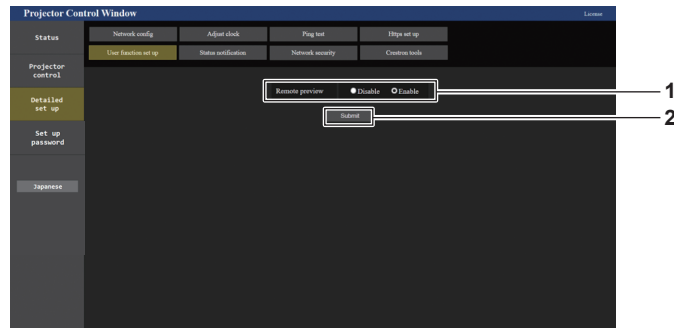 Projector Control Window
License
Status
Network config
Adjust clock
Ping test
Https set up
User function set up
Status notification
Network security
Crestron tools
Projector
control
Remote preview
Disable
Enable
1
Detailed
set up
Submit
2
Set up
password
Japanese